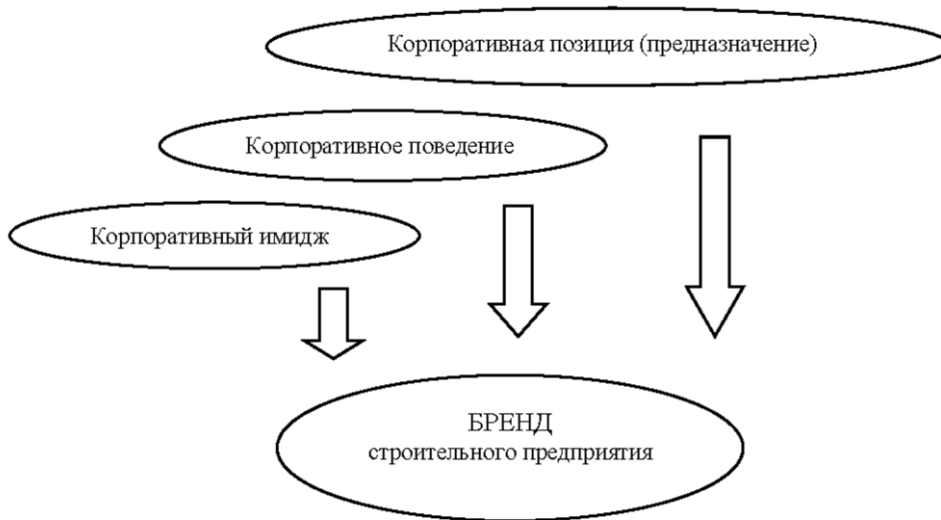 Корпоративная позиция (предназначение)
Корпоративное поведение
Корпоративный имидж
БРЕНД
строительного предприятия